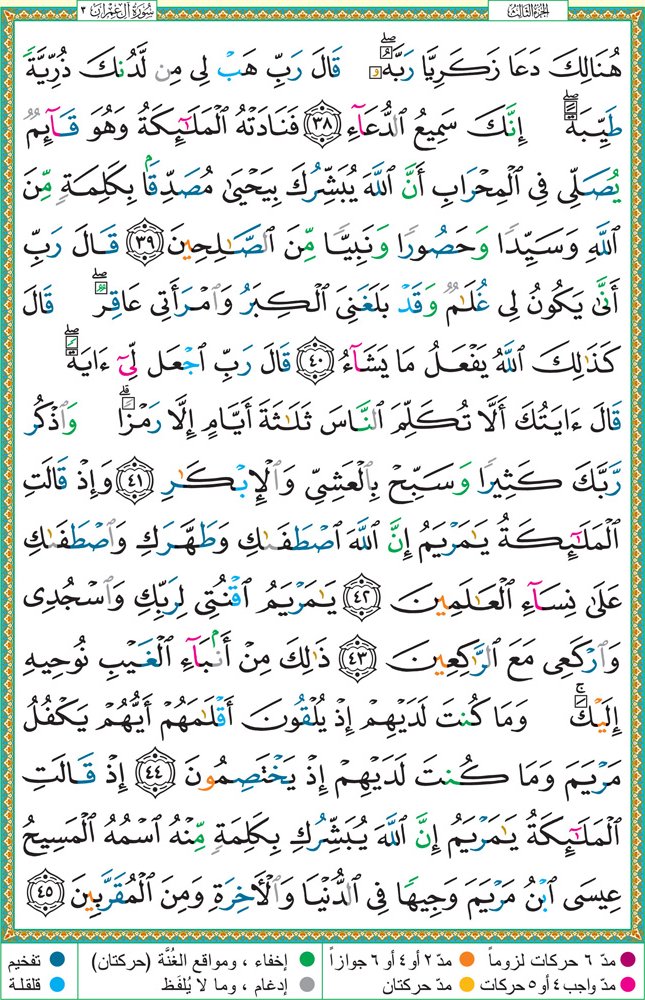 الجزء الثالث
سورة آل عمران ٣
هُنَالِكَ دَعَا زَكَرِيَّا رَبَّهُۥ ۖ قَالَ رَبِّ هَبْ لِى مِن لَّدُنكَ ذُرِّيَّةً
طَيِّبَةً ۖ إِنَّكَ سَمِيعُ ٱلدُّعَآءِ ٣٨ فَنَادَتْهُ ٱلْمَلَٰٓئِكَةُ وَهُوَ قَآئِمٌ
يُصَلِّى فِى ٱلْمِحْرَابِ أَنَّ ٱللَّهَ يُبَشِّرُكَ بِيَحْيَىٰ مُصَدِّقًۢا بِكَلِمَةٍ مِّنَ
ٱللَّهِ وَسَيِّدًا وَحَصُورًا وَنَبِيًّا مِّنَ ٱلصَّٰلِحِينَ ٣٩ قَالَ رَبِّ
أَنَّىٰ يَكُونُ لِى غُلَٰمٌ وَقَدْ بَلَغَنِىَ ٱلْكِبَرُ وَٱمْرَأَتِى عَاقِرٌ ۖ قَالَ
كَذَٰلِكَ ٱللَّهُ يَفْعَلُ مَا يَشَآءُ ٤٠ قَالَ رَبِّ ٱجْعَل لِّىٓ ءَايَةً ۖ
قَالَ ءَايَتُكَ أَلَّا تُكَلِّمَ ٱلنَّاسَ ثَلَٰثَةَ أَيَّامٍ إِلَّا رَمْزًا ۗ وَٱذْكُر
رَّبَّكَ كَثِيرًا وَسَبِّحْ بِٱلْعَشِىِّ وَٱلْإِبْكَٰرِ ٤١ وَإِذْ قَالَتِ
ٱلْمَلَٰٓئِكَةُ يَٰمَرْيَمُ إِنَّ ٱللَّهَ ٱصْطَفَىٰكِ وَطَهَّرَكِ وَٱصْطَفَىٰكِ
عَلَىٰ نِسَآءِ ٱلْعَٰلَمِينَ ٤٢ يَٰمَرْيَمُ ٱقْنُتِى لِرَبِّكِ وَٱسْجُدِى
وَٱرْكَعِى مَعَ ٱلرَّٰكِعِينَ ٤٣ ذَٰلِكَ مِنْ أَنۢبَآءِ ٱلْغَيْبِ نُوحِيهِ
إِلَيْكَ ۚ وَمَا كُنتَ لَدَيْهِمْ إِذْ يُلْقُونَ أَقْلَٰمَهُمْ أَيُّهُمْ يَكْفُلُ
مَرْيَمَ وَمَا كُنتَ لَدَيْهِمْ إِذْ يَخْتَصِمُونَ ٤٤ إِذْ قَالَتِ
ٱلْمَلَٰٓئِكَةُ يَٰمَرْيَمُ إِنَّ ٱللَّهَ يُبَشِّرُكِ بِكَلِمَةٍ مِّنْهُ ٱسْمُهُ ٱلْمَسِيحُ
عِيسَى ٱبْنُ مَرْيَمَ وَجِيهًا فِى ٱلدُّنْيَا وَٱلْءَاخِرَةِ وَمِنَ ٱلْمُقَرَّبِينَ ٤٥
مدّ ٦ حركات لزوماً مدّ ٢ أو ٤ أو ٦ جوازاً إخفاء ، ومواقع الغُنَّة (حركتان) تفخيم
مدّ واجب ٤ أو ٥ حركات مدّ حركتان إدغام ، وما لا يُلفَظ قلقلة